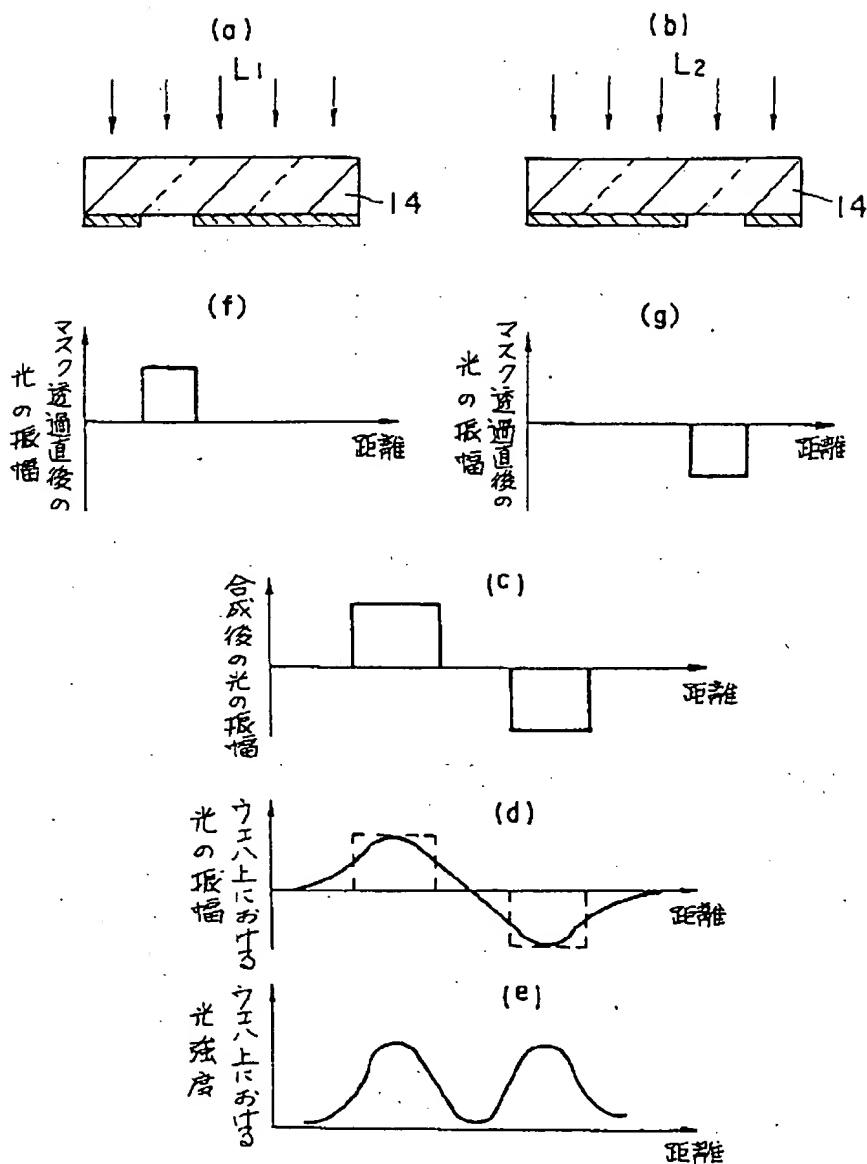 (a)
(b)
L1
L2
14
14
(f)
(g)
マスク透過直後の
光の振幅
距離
マスク透過直後の
光の振幅
距離
(c)
合成後の光の振幅
距離
(d)
ウエハ上における
光の振幅
距離
(e)
ウエハ上における
光強度
距離